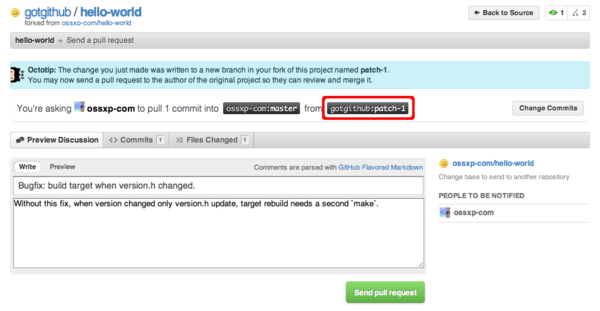 gotgithub / hello-world
forked from ossxp-com/hello-world
Back to Source
1
2
hello-world → Send a pull request
Octotip: The change you just made was written to a new branch in your fork of this project named patch-1.
You may now send a pull request to the author of the original project so they can review and merge it.
You're asking ossxp-com to pull 1 commit into ossxp-com:master from gotgithub:patch-1
Change Commits
Preview Discussion
Commits 1
Files Changed 1
Write
Preview
Comments are parsed with GitHub Flavored Markdown
Bugfix: build target when version.h changed.
Without this fix, when version changed only version.h update, target rebuild needs a second `make`.
Send pull request
ossxp-com/hello-world
Change base to send to another repository
PEOPLE TO BE NOTIFIED
ossxp-com